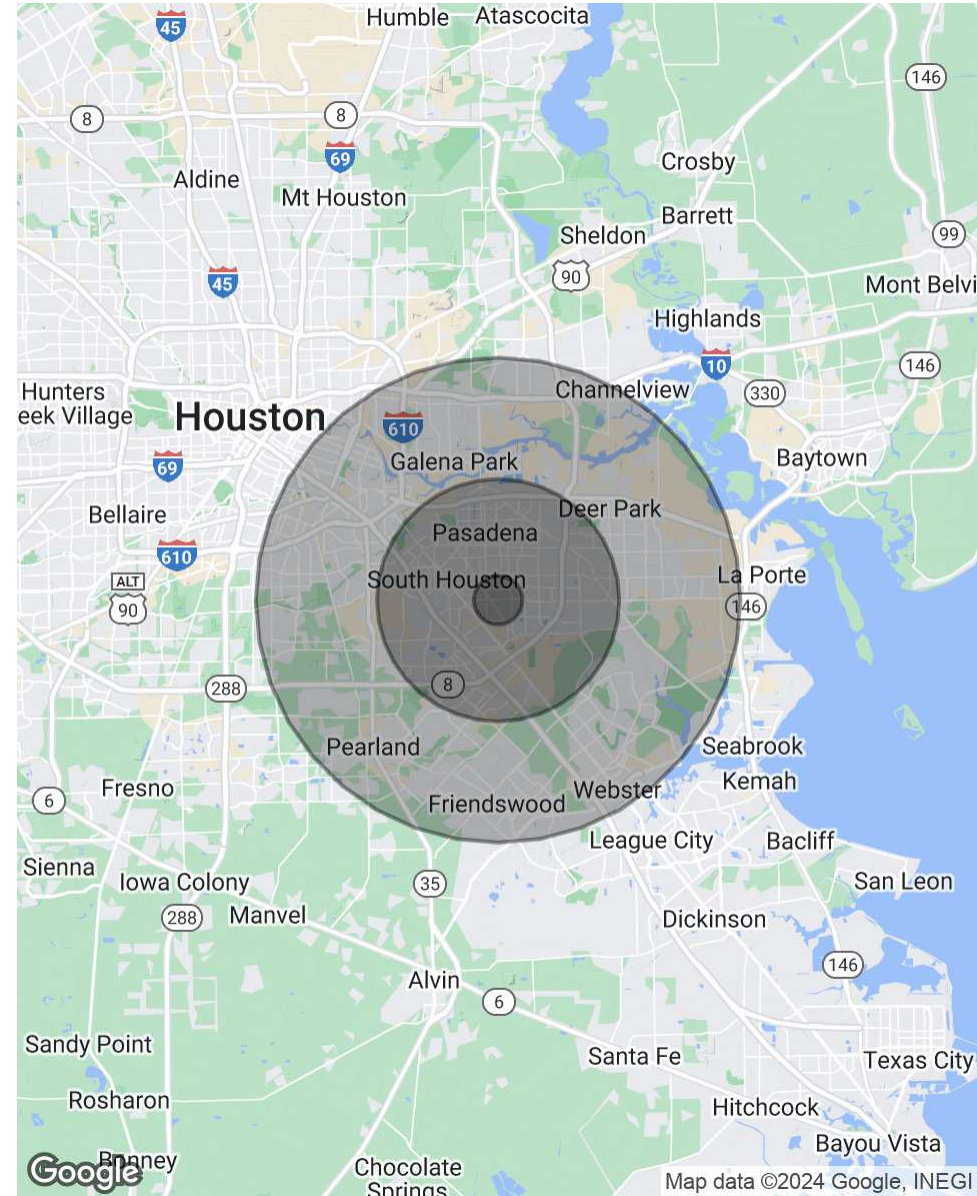 Humble
Atascocita
45
146
8
8
69
Crosby
Aldine
Mt Houston
Barrett
Sheldon
99
90
45
Mont Belvi
Highlands
10
146
Channelview
330
Hunters
eek Village
Houston
610
69
Galena Park
Baytown
Bellaire
Deer Park
Pasadena
610
South Houston
La Porte
ALT
90
146
8
288
Pearland
Seabrook
Kemah
Fresno
Webster
6
Friendswood
League City
Bacliff
Sienna
Iowa Colony
35
San Leon
288
Manvel
Dickinson
146
Alvin
6
Sandy Point
Santa Fe
Texas City
Rosharon
Hitchcock
Bayou Vista
Bonney
Google
Chocolate
Springs
Map data ©2024 Google, INEGI